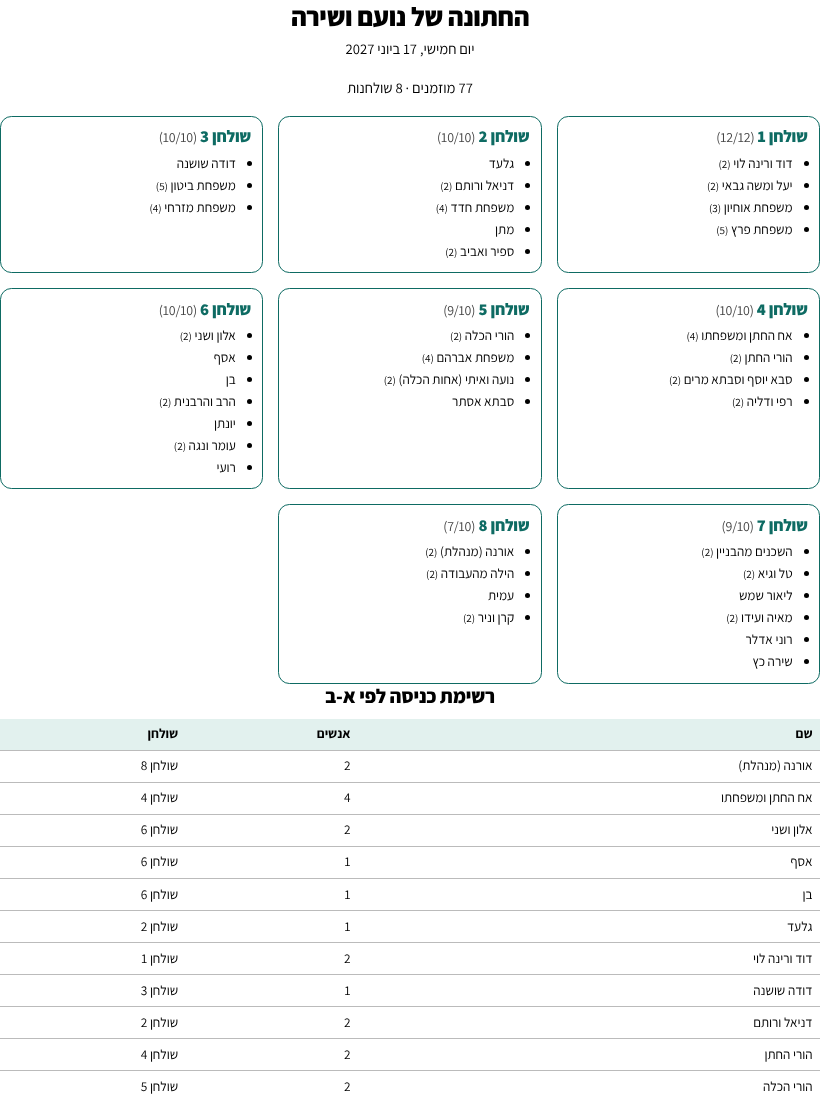 החתונה של נועם ושירה
יום חמישי, 17 ביוני 2027
77 מוזמנים · 8 שולחנות
שולחן 1 (12/12)
דוד ורינה לוי (2)
יעל ומשה גבאי (2)
משפחת אוחיון (3)
משפחת פרץ (5)
שולחן 2 (10/10)
גלעד
דניאל ורותם (2)
משפחת חדד (4)
מתן
ספיר ואביב (2)
שולחן 3 (10/10)
דודה שושנה
משפחת ביטון (5)
משפחת מזרחי (4)
שולחן 4 (10/10)
אח החתן ומשפחתו (4)
הורי החתן (2)
סבא יוסף וסבתא מרים (2)
רפי ודליה (2)
שולחן 5 (9/10)
הורי הכלה (2)
משפחת אברהם (4)
נועה ואיתי (אחות הכלה) (2)
סבתא אסתר
שולחן 6 (10/10)
אלון ושני (2)
אסף
בן
הרב והרבנית (2)
יונתן
עומר ונגה (2)
רועי
שולחן 7 (9/10)
השכנים מהבניין (2)
טל וגיא (2)
ליאור שמש
מאיה ועידו (2)
רוני אדלר
שירה כץ
שולחן 8 (7/10)
אורנה (מנהלת) (2)
הילה מהעבודה (2)
עמית
קרן וניר (2)
רשימת כניסה לפי א-ב
שם אנשים שולחן
אורנה (מנהלת) 2 שולחן 8
אח החתן ומשפחתו 4 שולחן 4
אלון ושני 2 שולחן 6
אסף 1 שולחן 6
בן 1 שולחן 6
גלעד 1 שולחן 2
דוד ורינה לוי 2 שולחן 1
דודה שושנה 1 שולחן 3
דניאל ורותם 2 שולחן 2
הורי החתן 2 שולחן 4
הורי הכלה 2 שולחן 5